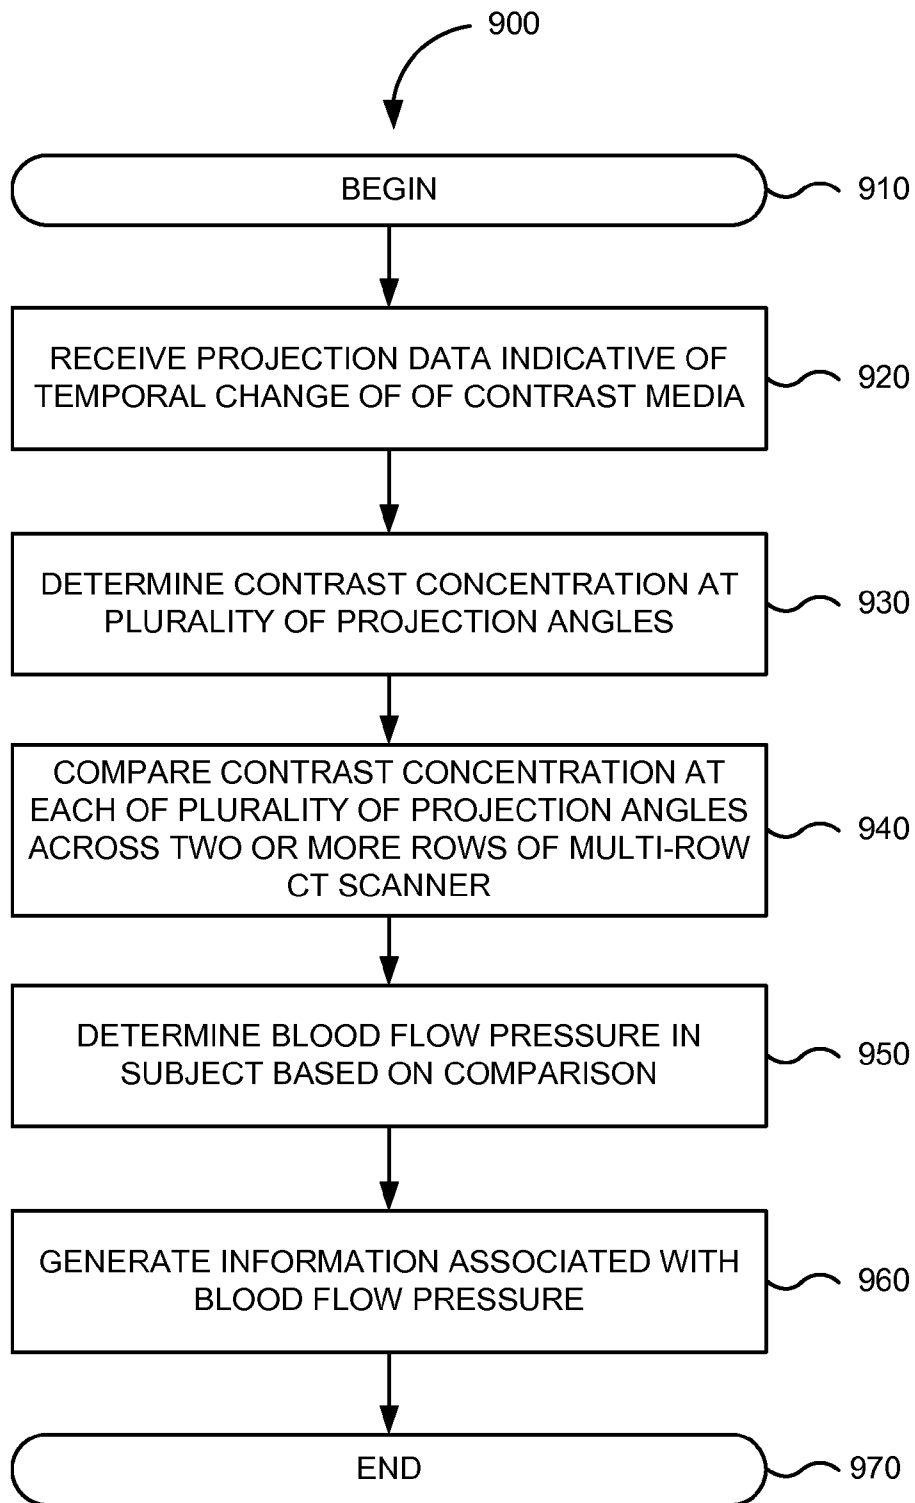 900
BEGIN
910
RECEIVE PROJECTION DATA INDICATIVE OF
TEMPORAL CHANGE OF OF CONTRAST MEDIA
920
DETERMINE CONTRAST CONCENTRATION AT
PLURALITY OF PROJECTION ANGLES
930
COMPARE CONTRAST CONCENTRATION AT
EACH OF PLURALITY OF PROJECTION ANGLES
ACROSS TWO OR MORE ROWS OF MULTI-ROW
CT SCANNER
940
DETERMINE BLOOD FLOW PRESSURE IN
SUBJECT BASED ON COMPARISON
950
GENERATE INFORMATION ASSOCIATED WITH
BLOOD FLOW PRESSURE
960
END
970